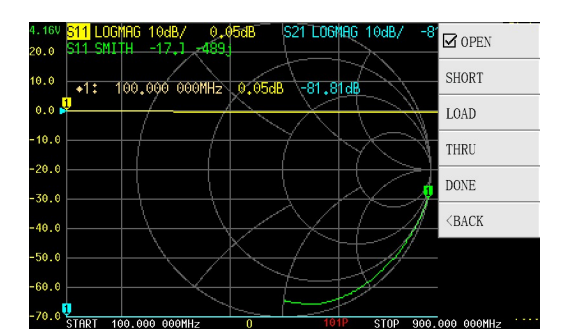 4.16V S11 LOGMAG 10dB/ 0.05dB S21 LOGMAG 10dB/ -8
S11 SMITH -17.1 -489j
◆1: 100.000 000MHz 0.05dB -81.81dB
20.0
10.0
0.0
-10.0
-20.0
-30.0
-40.0
-50.0
-60.0
-70.0
1
1
1
OPEN
SHORT
LOAD
THRU
DONE
<BACK
START 100.000 000MHz 0 101P STOP 900.000 000MHz